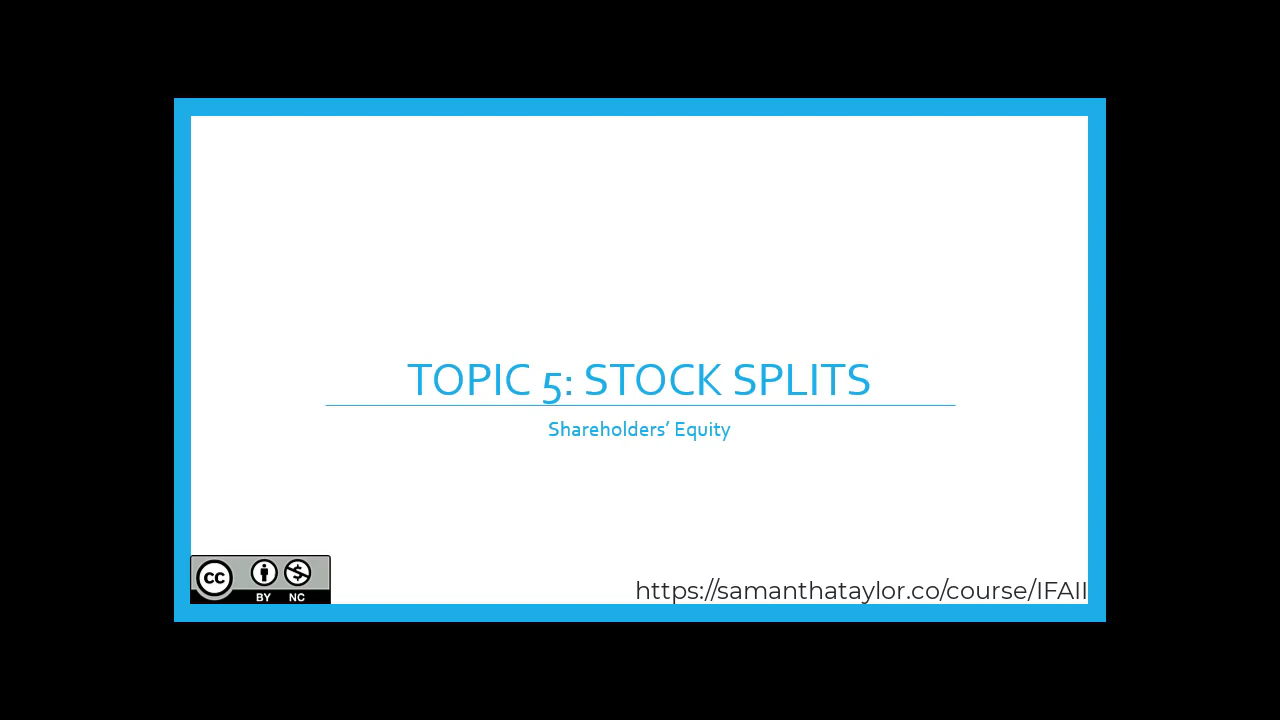 TOPIC 5: STOCK SPLITS
Shareholders’ Equity
cc
BY NC
https://samanthataylor.co/course/IFAII